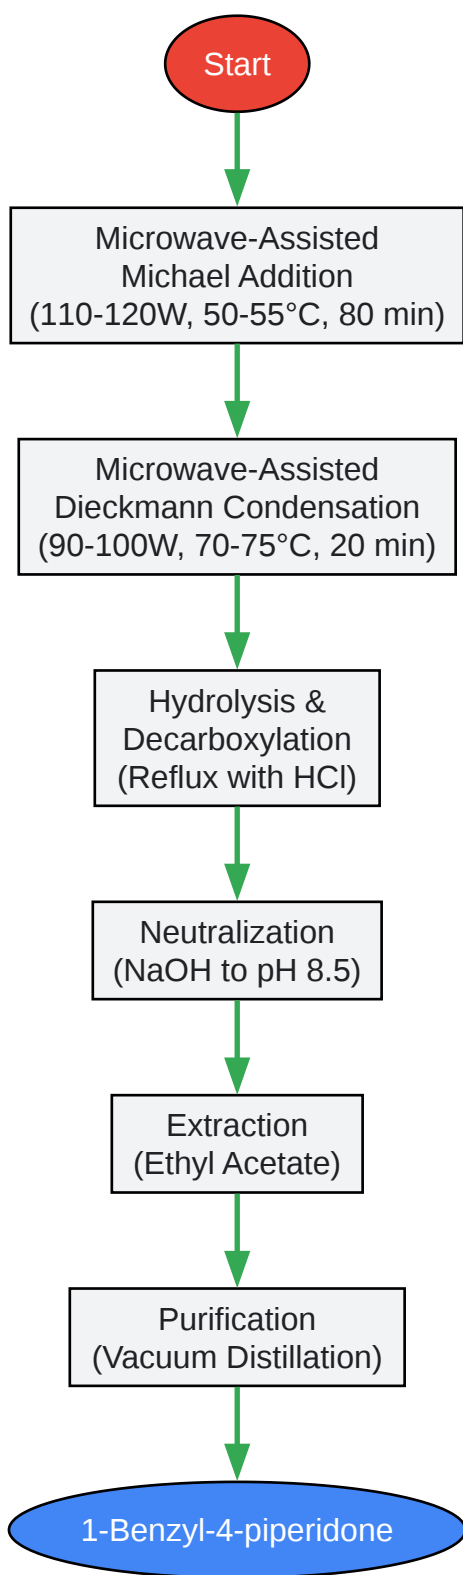 Start
Microwave-Assisted
Michael Addition
(110-120W, 50-55°C, 80 min)
Microwave-Assisted
Dieckmann Condensation
(90-100W, 70-75°C, 20 min)
Hydrolysis &
Decarboxylation
(Reflux with HCl)
Neutralization
(NaOH to pH 8.5)
Extraction
(Ethyl Acetate)
Purification
(Vacuum Distillation)
1-Benzyl-4-piperidone